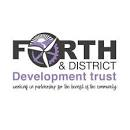 FORTH
& DISTRICT
Development trust
working in partnership for the benefit of the community